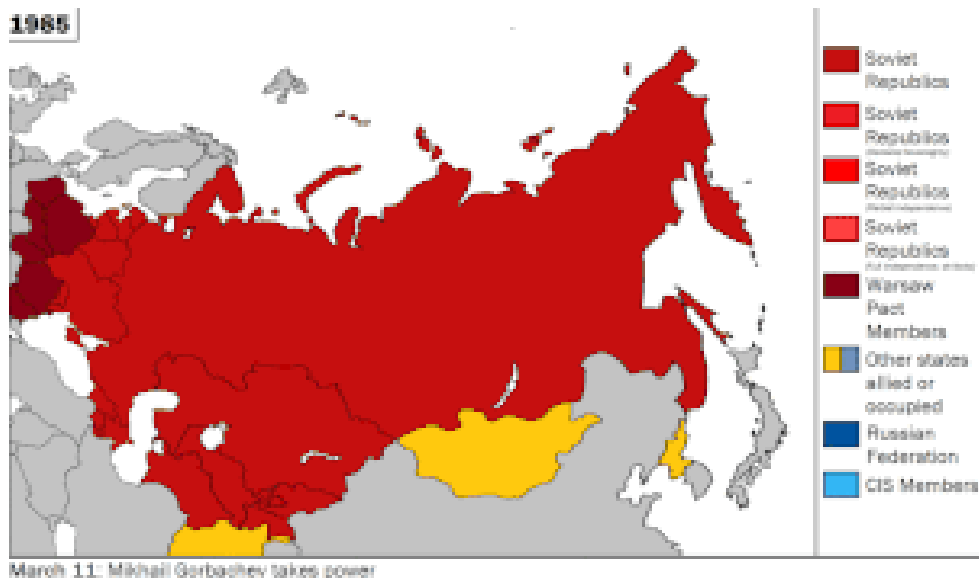 1985
Soviet
Republics
Soviet
Republics
Soviet
Republics
Soviet
Republics
Warsaw
Pact
Members
Other states
allied or
occupied
Russian
Federation
CIS Members
March 11: Mikhail Gorbachev takes power